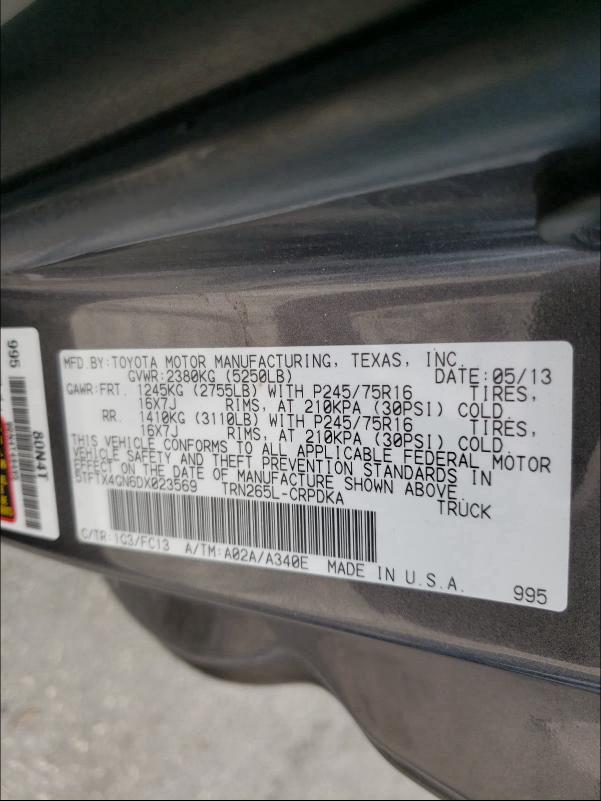 MFD.BY:TOYOTA MOTOR MANUFACTURING, TEXAS, INC.
GVWR:2380KG (5250LB) DATE:05/13
GAWR:FRT. 1245KG (2755LB) WITH P245/75R16 TIRES,
16X7J RIMS, AT 210KPA (30PSI) COLD.
RR. 1410KG (3110LB) WITH P245/75R16 TIRES,
16X7J RIMS, AT 210KPA (30PSI) COLD.
THIS VEHICLE CONFORMS TO ALL APPLICABLE FEDERAL MOTOR
VEHICLE SAFETY AND THEFT PREVENTION STANDARDS IN
EFFECT ON THE DATE OF MANUFACTURE SHOWN ABOVE.
5TFTX4GN6DX023569 TRN265L-CRPDKA TRUCK
C/TR:1G3/FC13 A/TM:A02A/A340E MADE IN U.S.A.
995
995
80N4T